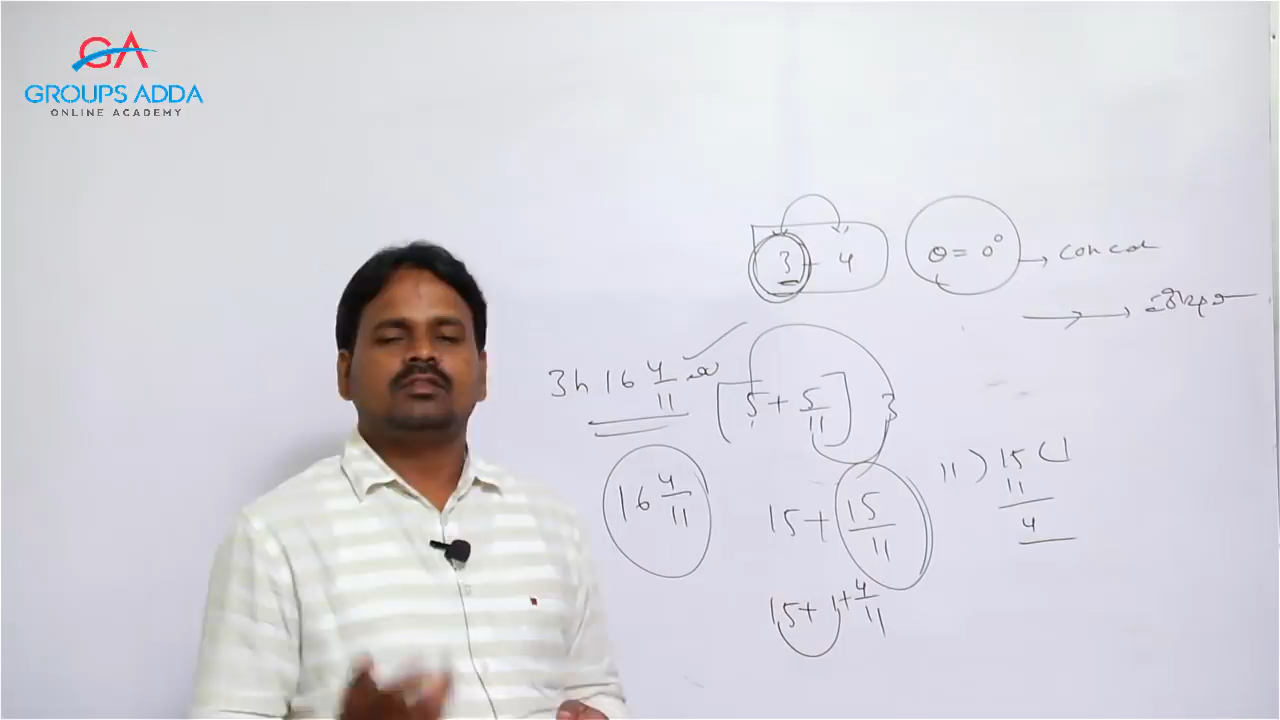 GA
GROUPS ADDA
ONLINE ACADEMY
3 - 4
θ = 0°
3h 16 4/11
[5 + 5/11] 3
16 4/11
15 + 15/11
11 ) 15 ( 1
11
4
15 + 1 + 4/11